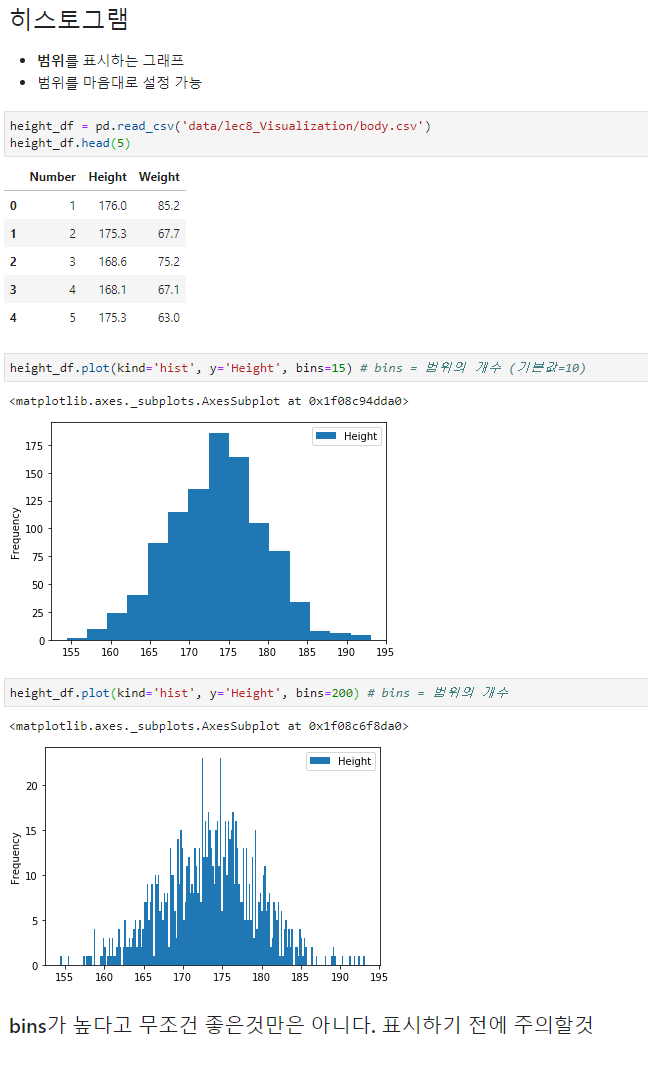 히스토그램
범위를 표시하는 그래프
범위를 마음대로 설정 가능
height_df = pd.read_csv('data/lec8_Visualization/body.csv')
height_df.head(5)
Number Height Weight
0 1 176.0 85.2
1 2 175.3 67.7
2 3 168.6 75.2
3 4 168.1 67.1
4 5 175.3 63.0
height_df.plot(kind='hist', y='Height', bins=15) # bins = 범위의 개수 (기본값=10)
<matplotlib.axes._subplots.AxesSubplot at 0x1f08c94dda0>
Height
175
150
125
100
75
50
25
0
Frequency
155 160 165 170 175 180 185 190 195
height_df.plot(kind='hist', y='Height', bins=200) # bins = 범위의 개수
<matplotlib.axes._subplots.AxesSubplot at 0x1f08c6f8da0>
Height
20
15
10
5
0
Frequency
155 160 165 170 175 180 185 190 195
bins가 높다고 무조건 좋은것만은 아니다. 표시하기 전에 주의할것